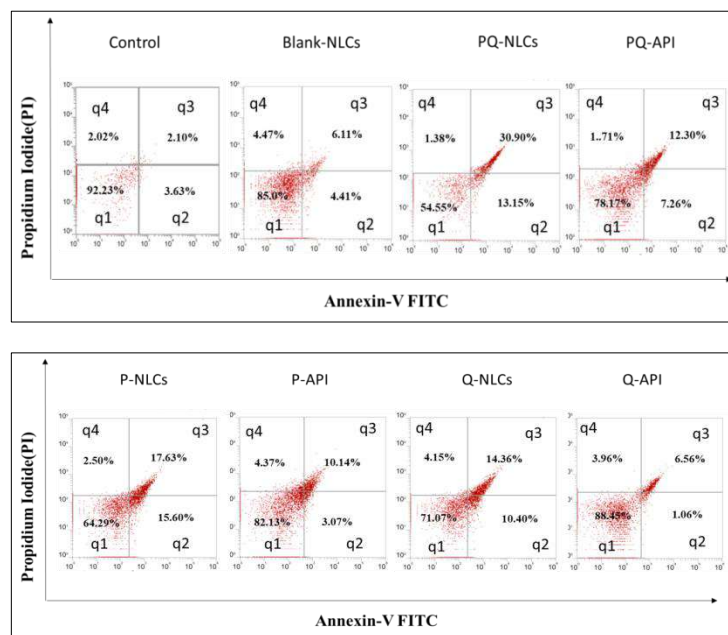 Control Blank-NLCs PQ-NLCs PQ-API
q4 q3 q4 q3 q4 q3 q4 q3
2.02% 2.10% 4.47% 6.11% 1.38% 30.90% 1..71% 12.30%
92.23% 3.63% 85.0% 4.41% 54.55% 13.15% 78.17% 7.26%
q1 q2 q1 q2 q1 q2 q1 q2
Propidium Iodide(PI)
Annexin-V FITC
P-NLCs P-API Q-NLCs Q-API
q4 q3 q4 q3 q4 q3 q4 q3
2.50% 17.63% 4.37% 10.14% 4.15% 14.36% 3.96% 6.56%
64.29% 15.60% 82.13% 3.07% 71.07% 10.40% 88.45% 1.06%
q1 q2 q1 q2 q1 q2 q1 q2
Propidium Iodide(PI)
Annexin-V FITC